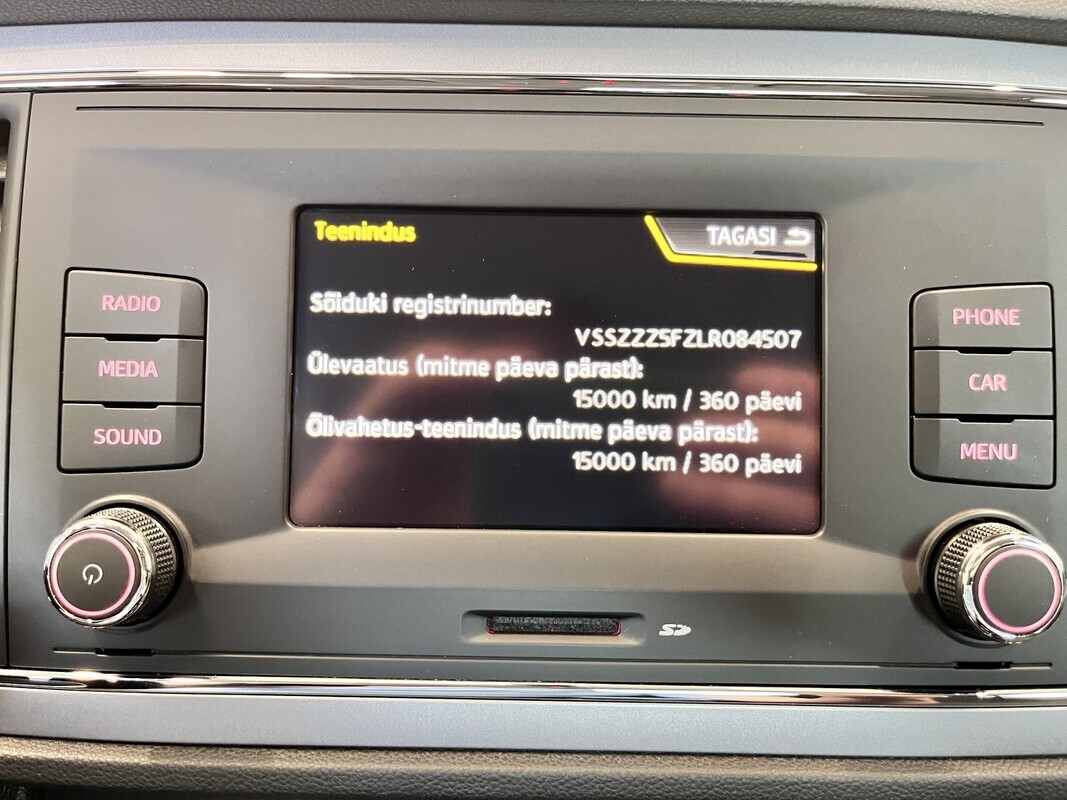 Teenindus
TAGASI
Sõiduki registrinumber:
VSSZZZ5FZLR084507
Ülevaatus (mitme päeva pärast):
15000 km / 360 päevi
Õlivahetus-teenindus (mitme päeva pärast):
15000 km / 360 päevi
RADIO
MEDIA
SOUND
PHONE
CAR
MENU
SD